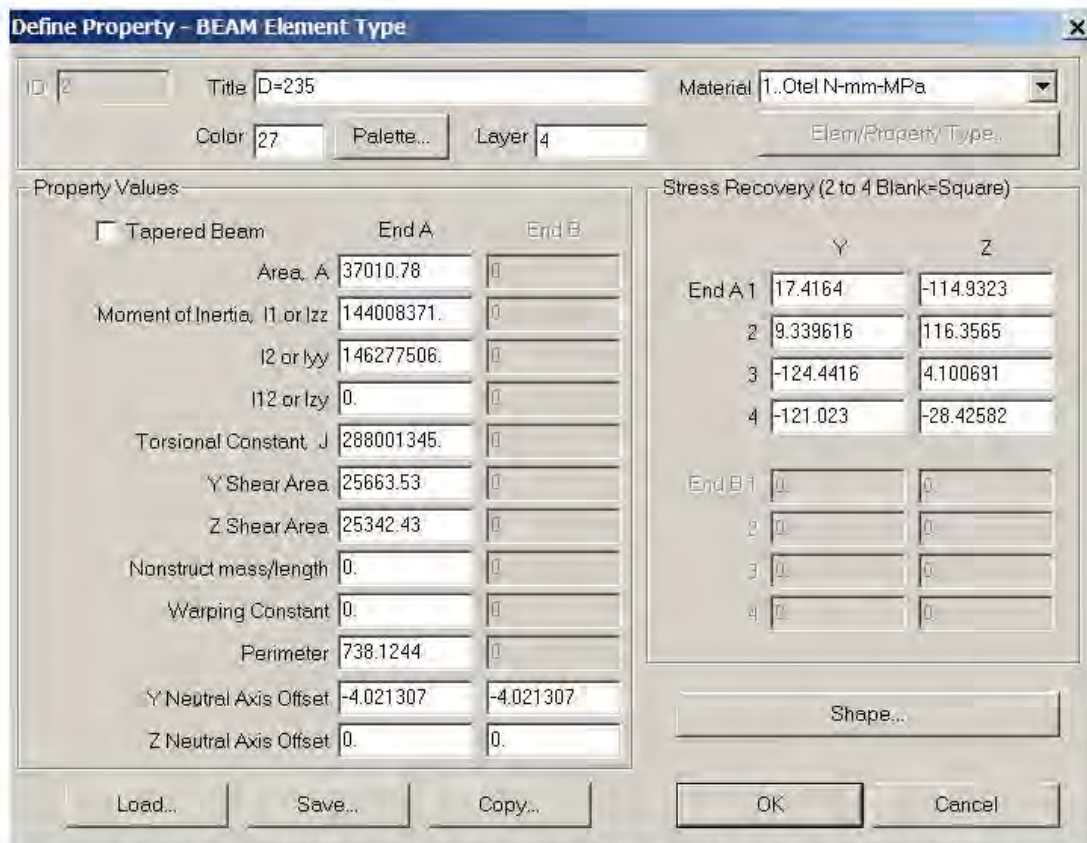 Define Property - BEAM Element Type
ID 2 Title D=235 Material 1..Otel N-mm-MPa
Color 27 Palette... Layer 4 Elem/Property Type...
Property Values
Tapered Beam End A End B
Area, A 37010.78 0
Moment of Inertia, I1 or Izz 144008371. 0
I2 or Iyy 146277506. 0
I12 or Izy 0. 0
Torsional Constant, J 288001345. 0
Y Shear Area 25663.53 0
Z Shear Area 25342.43 0
Nonstruct mass/length 0. 0
Warping Constant 0. 0
Perimeter 738.1244 0
Y Neutral Axis Offset -4.021307 -4.021307
Z Neutral Axis Offset 0. 0.
Stress Recovery (2 to 4 Blank=Square)
Y Z
End A 1 17.4164 -114.9323
2 9.339616 116.3565
3 -124.4416 4.100691
4 -121.023 -28.42582
End B 1 0. 0.
2 0. 0.
3 0. 0.
4 0. 0.
Shape...
Load... Save... Copy... OK Cancel